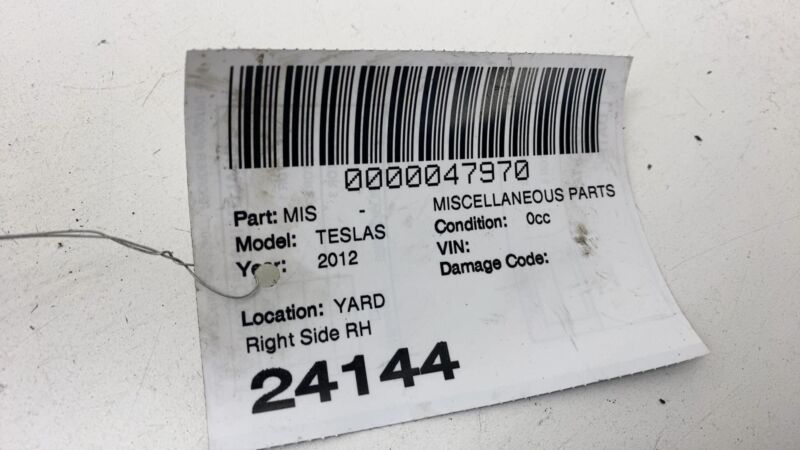 0000047970
Part: MIS - MISCELLANEOUS PARTS
Model: TESLAS Condition: 0cc
Year: 2012 VIN:
Damage Code:
Location: YARD
Right Side RH
24144